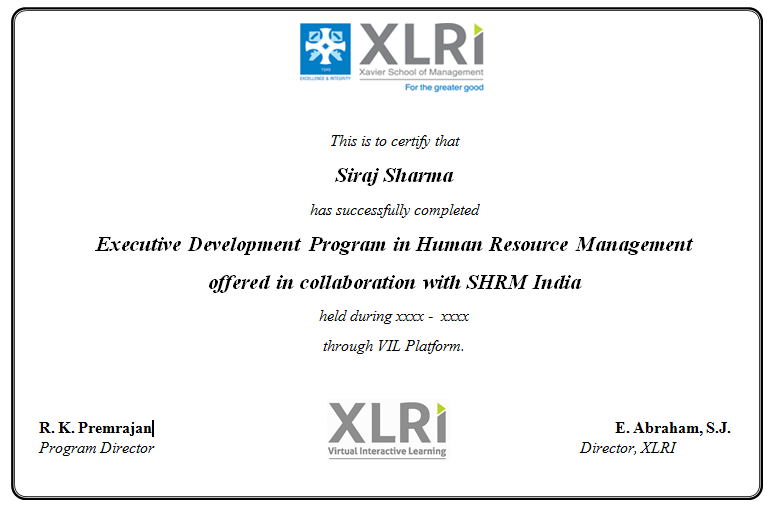 XLRI
Xavier School of Management
1949
EXCELLENCE & INTEGRITY
For the greater good
This is to certify that
Siraj Sharma
has successfully completed
Executive Development Program in Human Resource Management
offered in collaboration with SHRM India
held during xxxx - xxxx
through VIL Platform.
XLRI
Virtual Interactive Learning
R. K. Premrajan
Program Director
E. Abraham, S.J.
Director, XLRI